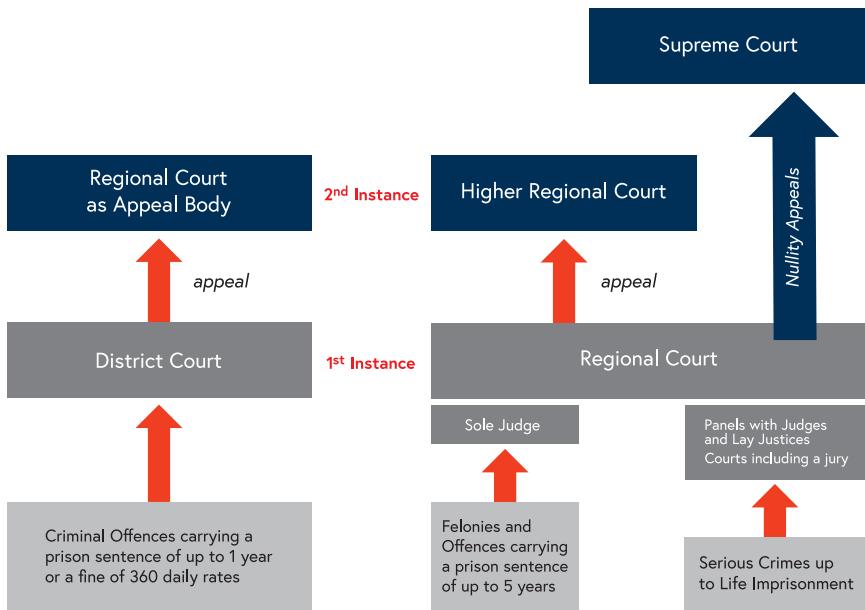 Supreme Court
Regional Court
as Appeal Body
2nd Instance
Higher Regional Court
Nullity Appeals
appeal
appeal
District Court
1st Instance
Regional Court
Sole Judge
Panels with Judges
and Lay Justices
Courts including a jury
Criminal Offences carrying a
prison sentence of up to 1 year
or a fine of 360 daily rates
Felonies and
Offences carrying
a prison sentence
of up to 5 years
Serious Crimes up
to Life Imprisonment